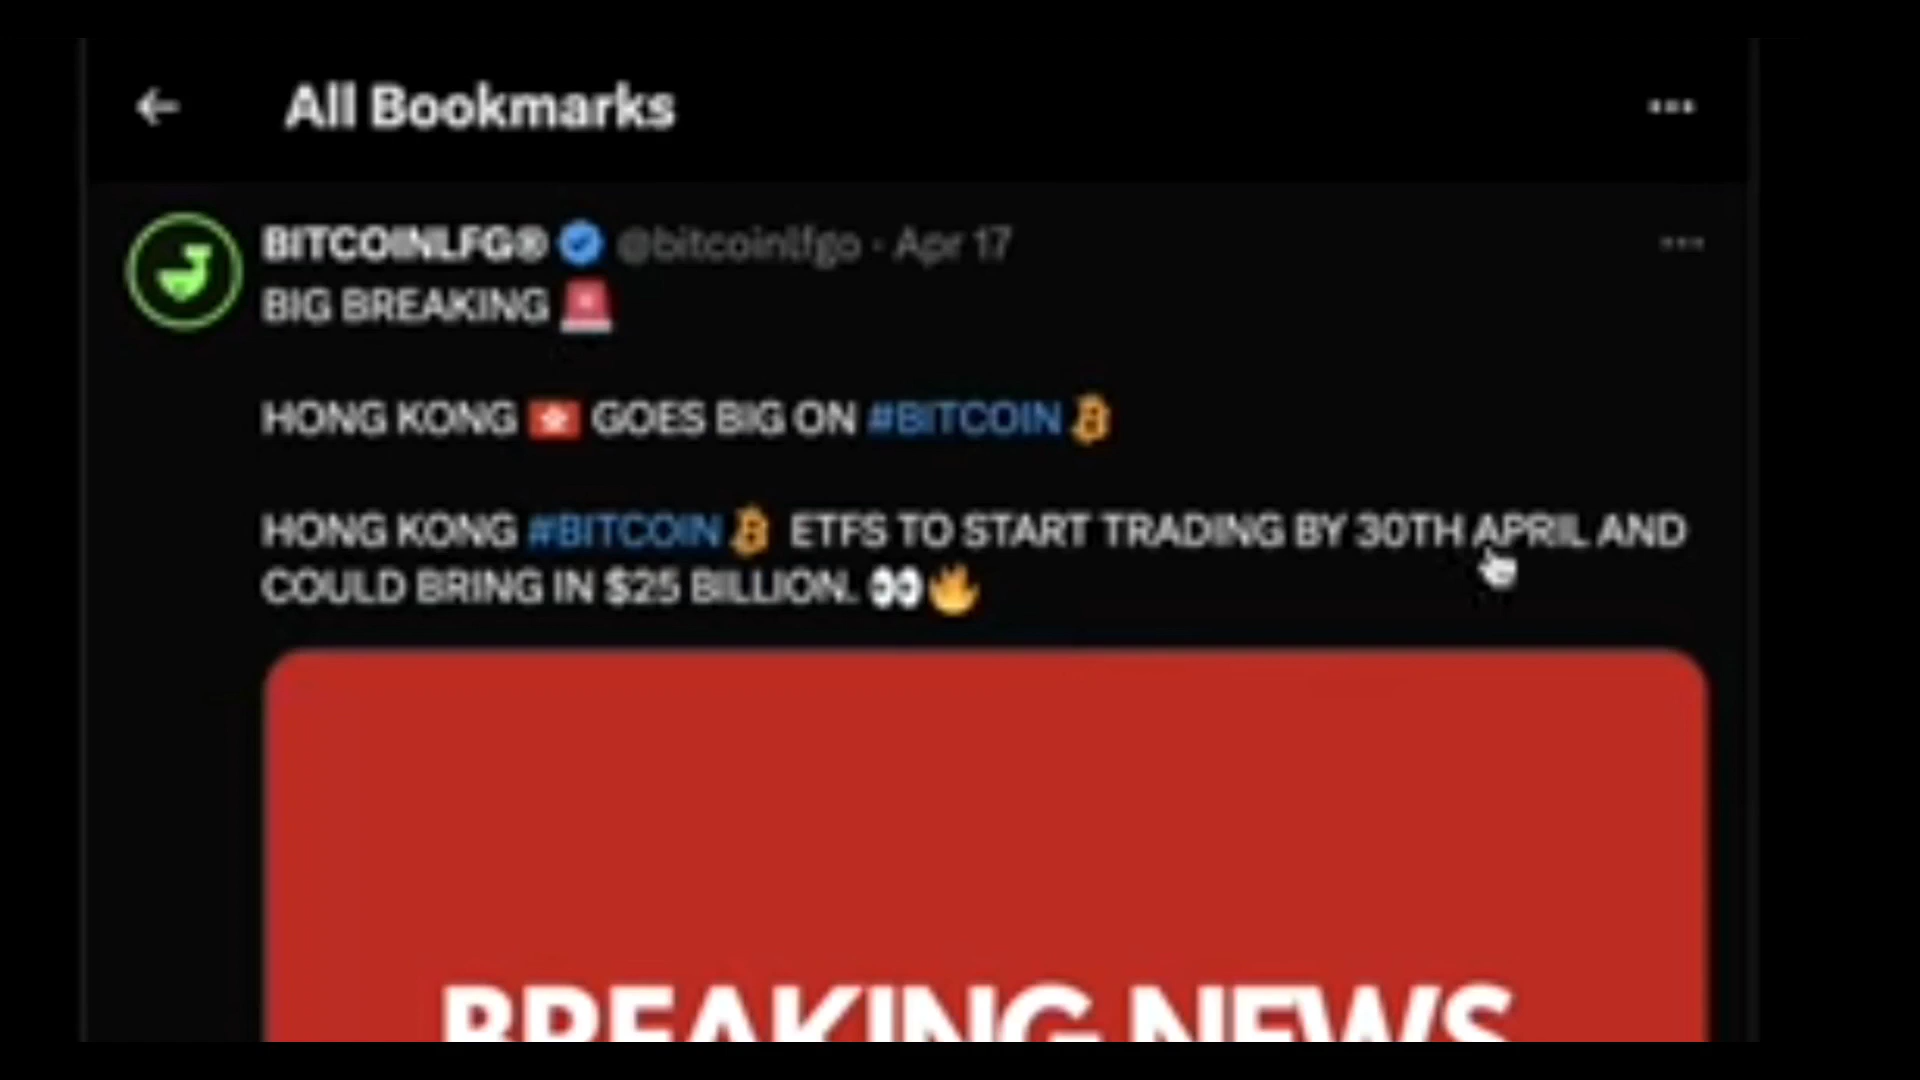 All Bookmarks
BITCOINLFG® @bitcoinlfgo · Apr 17
BIG BREAKING 🚨
HONG KONG 🇭🇰 GOES BIG ON #BITCOIN
HONG KONG #BITCOIN ETFS TO START TRADING BY 30TH APRIL AND
COULD BRING IN $25 BILLION. 👀🔥
BREAKING NEWS